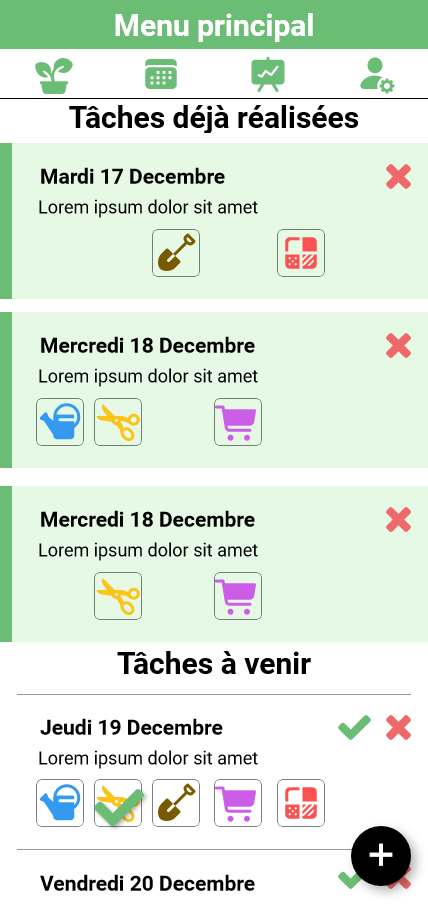 Menu principal
Tâches déjà réalisées
Mardi 17 Decembre
Lorem ipsum dolor sit amet
Mercredi 18 Decembre
Lorem ipsum dolor sit amet
Mercredi 18 Decembre
Lorem ipsum dolor sit amet
Tâches à venir
Jeudi 19 Decembre
Lorem ipsum dolor sit amet
Vendredi 20 Decembre